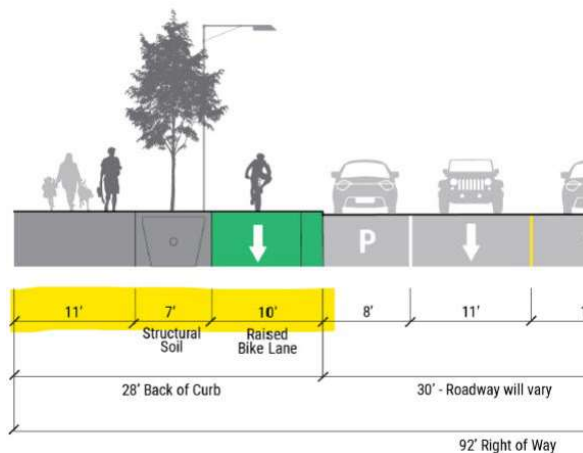 P
11' 7' 10' 8' 11' 1
Structural Soil
Raised Bike Lane
28' Back of Curb
30' - Roadway will vary
92' Right of Way